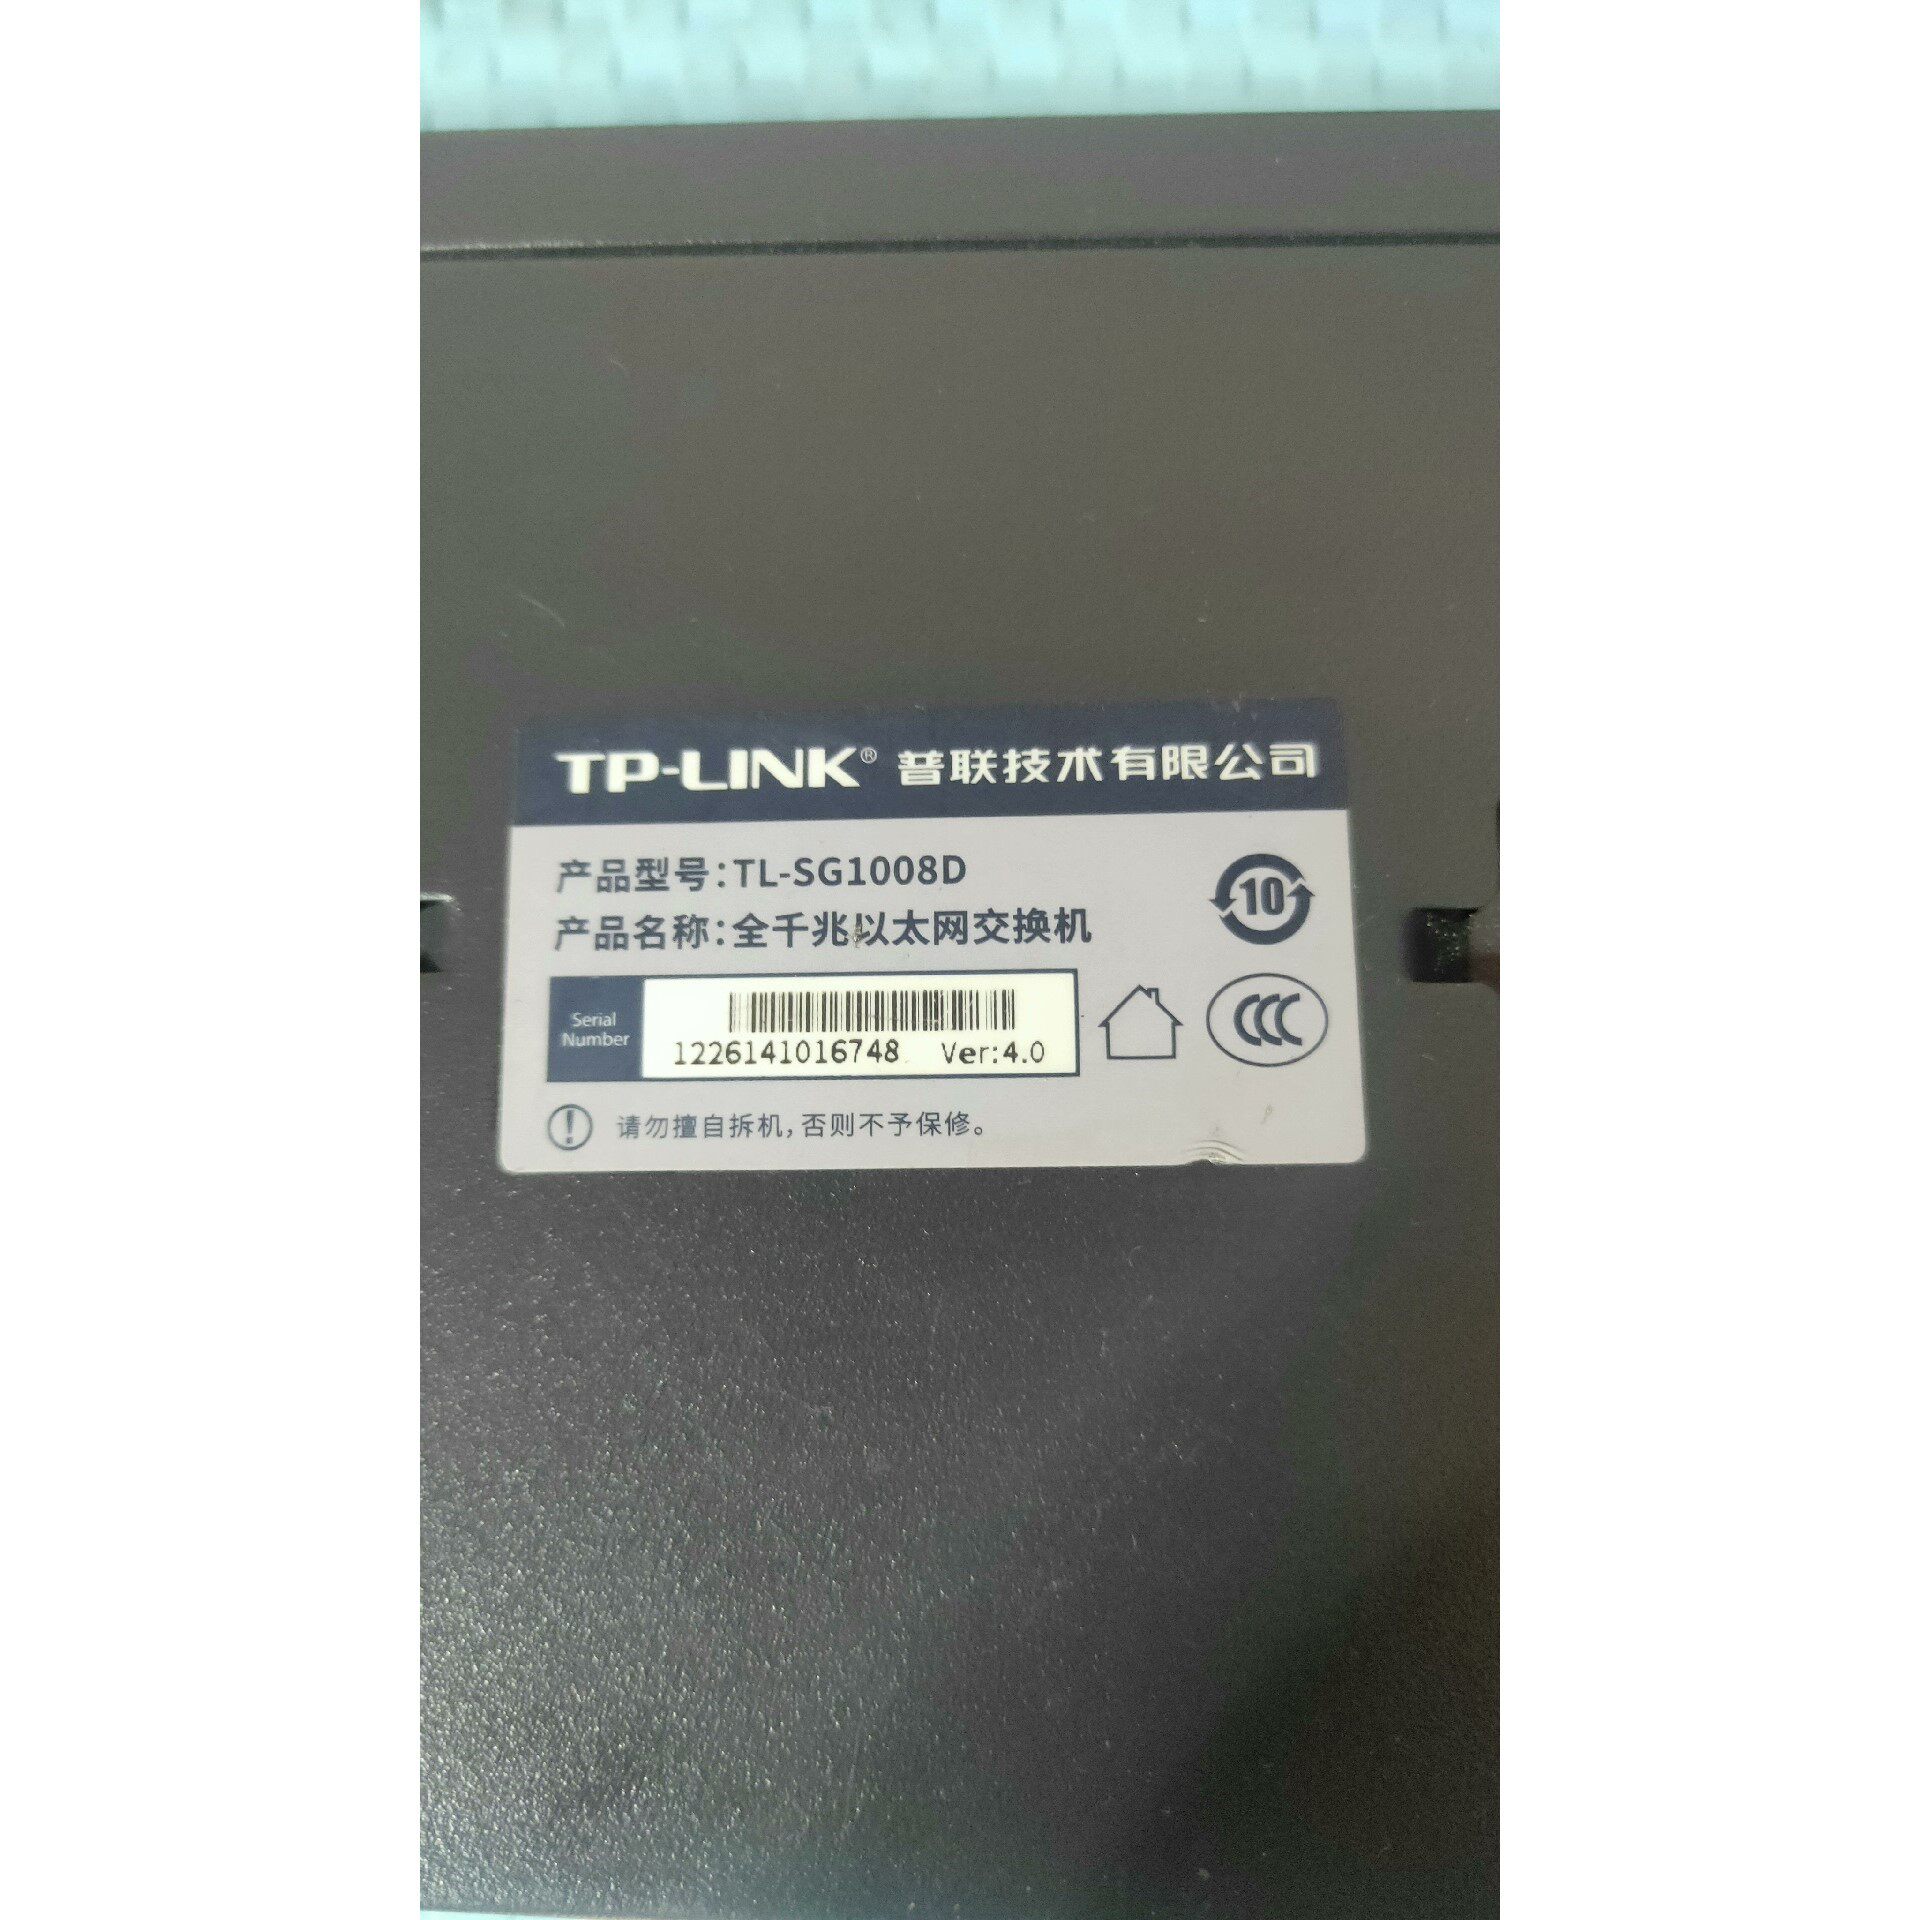 TP-LINK® 普联技术有限公司
产品型号:TL-SG1008D
产品名称:全千兆以太网交换机
10
Serial
Number
1226141016748 Ver:4.0
CCC
请勿擅自拆机,否则不予保修。